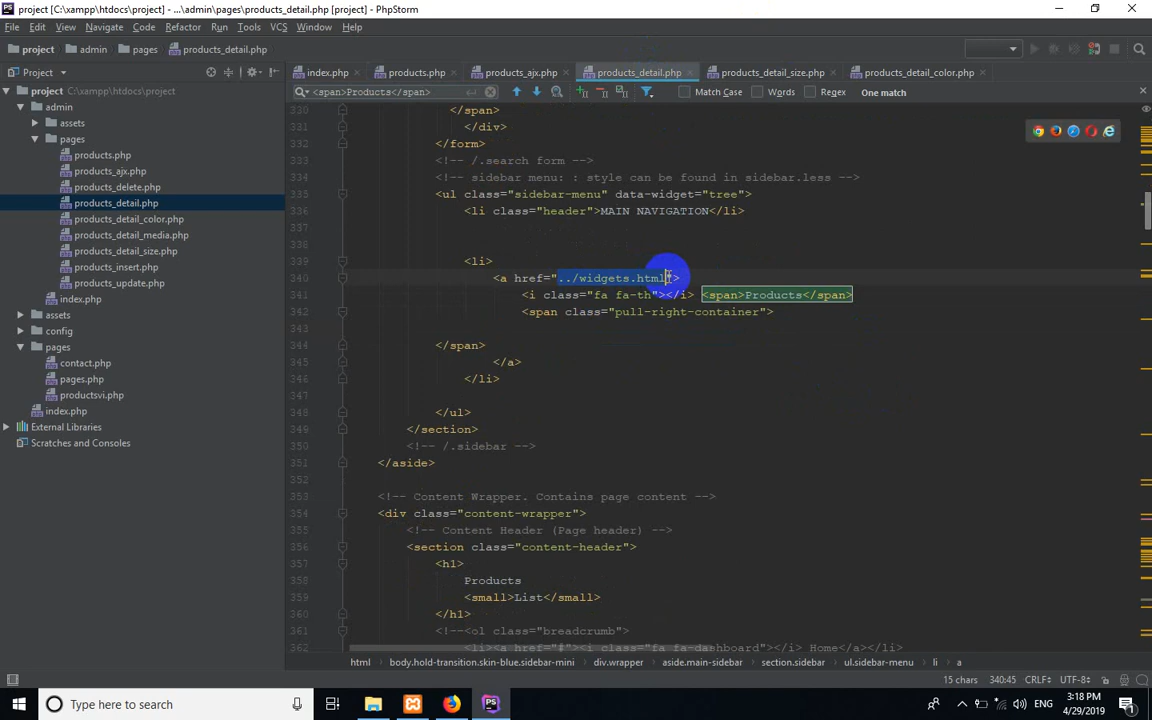 project [C:\xampp\htdocs\project] - ...\admin\pages\products_detail.php [project] - PhpStorm
File Edit View Navigate Code Refactor Run Tools VCS Window Help
project admin pages products_detail.php
Project index.php products.php products_ajx.php products_detail.php products_detail_size.php products_detail_color.php
<span>Products</span> Match Case Words Regex One match
project C:\xampp\htdocs\project
admin
assets
pages
products.php
products_ajx.php
products_delete.php
products_detail.php
products_detail_color.php
products_detail_media.php
products_detail_size.php
products_insert.php
products_update.php
index.php
assets
config
pages
contact.php
pages.php
productsvi.php
index.php
External Libraries
Scratches and Consoles
330 </span>
331 </div>
332 </form>
333 <!-- /.search form -->
334 <!-- sidebar menu: : style can be found in sidebar.less -->
335 <ul class="sidebar-menu" data-widget="tree">
336 <li class="header">MAIN NAVIGATION</li>
337
338
339 <li>
340 <a href="../widgets.html">
341 <i class="fa fa-th"></i> <span>Products</span>
342 <span class="pull-right-container">
343
344 </span>
345 </a>
346 </li>
347
348 </ul>
349 </section>
350 <!-- /.sidebar -->
351 </aside>
352
353 <!-- Content Wrapper. Contains page content -->
354 <div class="content-wrapper">
355 <!-- Content Header (Page header) -->
356 <section class="content-header">
357 <h1>
358 Products
359 <small>List</small>
360 </h1>
361 <!--<ol class="breadcrumb">
362 <li><a href="#"><i class="fa fa-dashboard"></i> Home</a></li>
html body.hold-transition.skin-blue.sidebar-mini div.wrapper aside.main-sidebar section.sidebar ul.sidebar-menu li a
15 chars 340:45 CRLF UTF-8
Type here to search
ENG
3:18 PM
4/29/2019